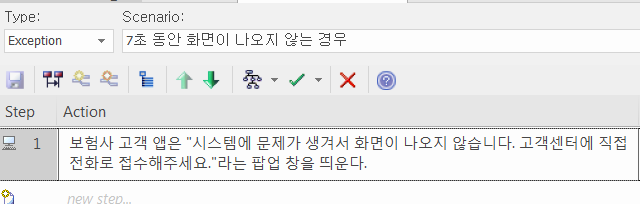 Type: Scenario:
Exception 7초 동안 화면이 나오지 않는 경우
Step Action
1 보험사 고객 앱은 "시스템에 문제가 생겨서 화면이 나오지 않습니다. 고객센터에 직접
전화로 접수해주세요."라는 팝업 창을 띄운다.
new step...